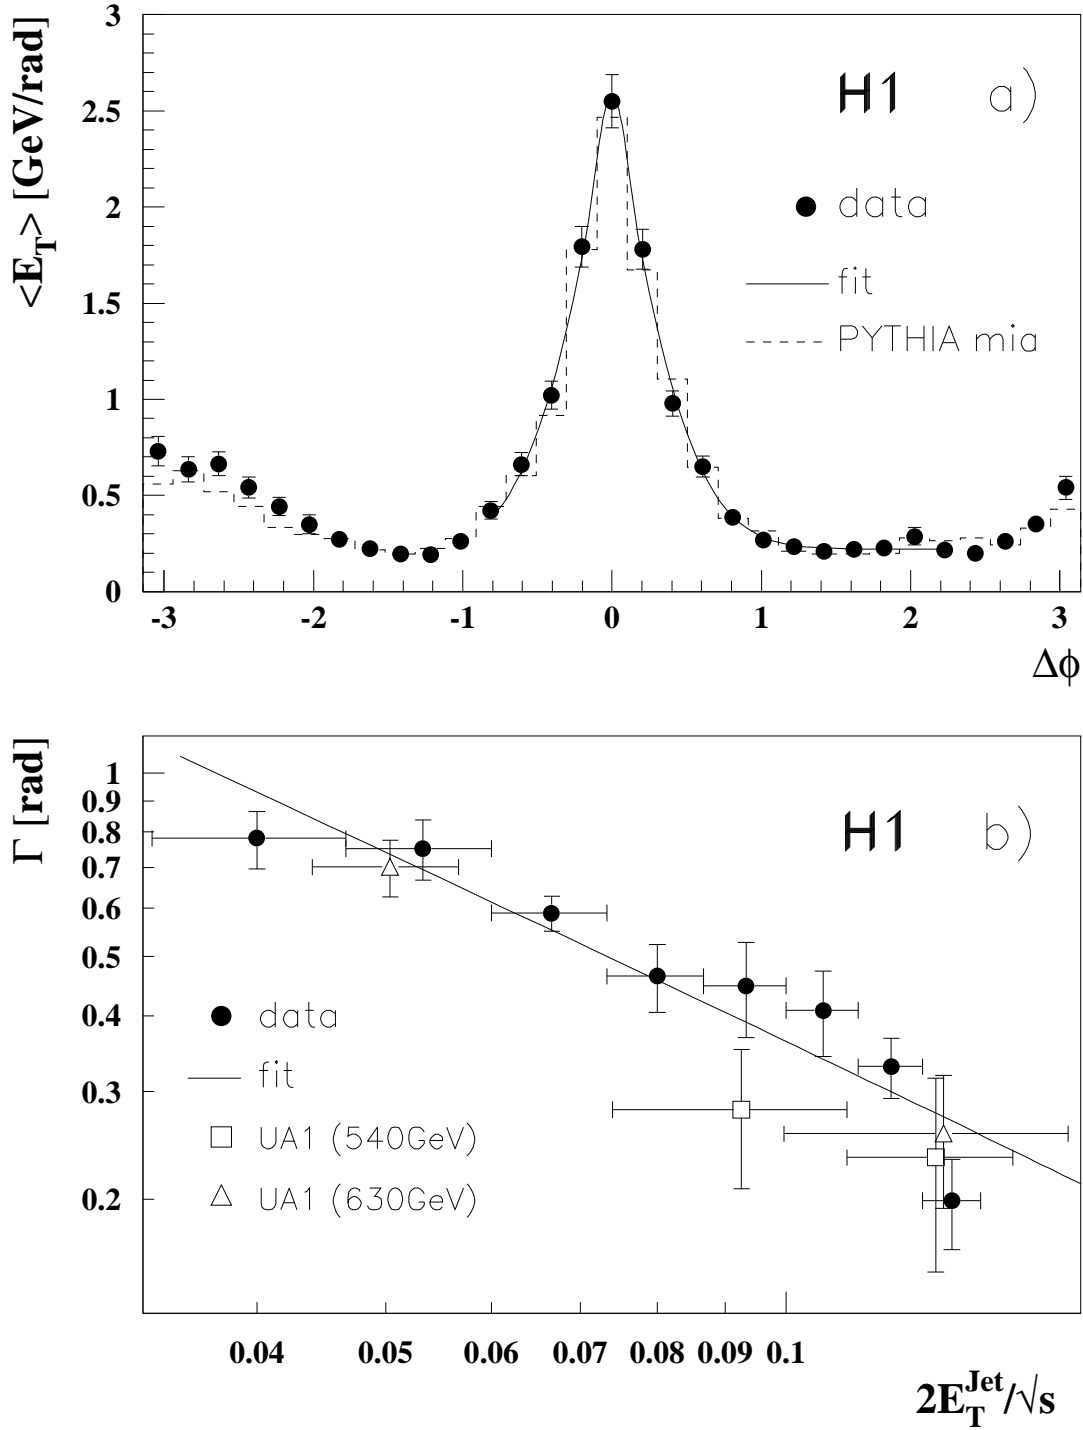 <E_T> [GeV/rad]
3
2.5
2
1.5
1
0.5
0
H1 a)
data
fit
PYTHIA mia
-3 -2 -1 0 1 2 3
Δϕ
Γ [rad]
1
0.9
0.8
0.7
0.6
0.5
0.4
0.3
0.2
H1 b)
data
fit
UA1 (540GeV)
UA1 (630GeV)
0.04 0.05 0.06 0.07 0.08 0.09 0.1
2E_T^Jet/√s